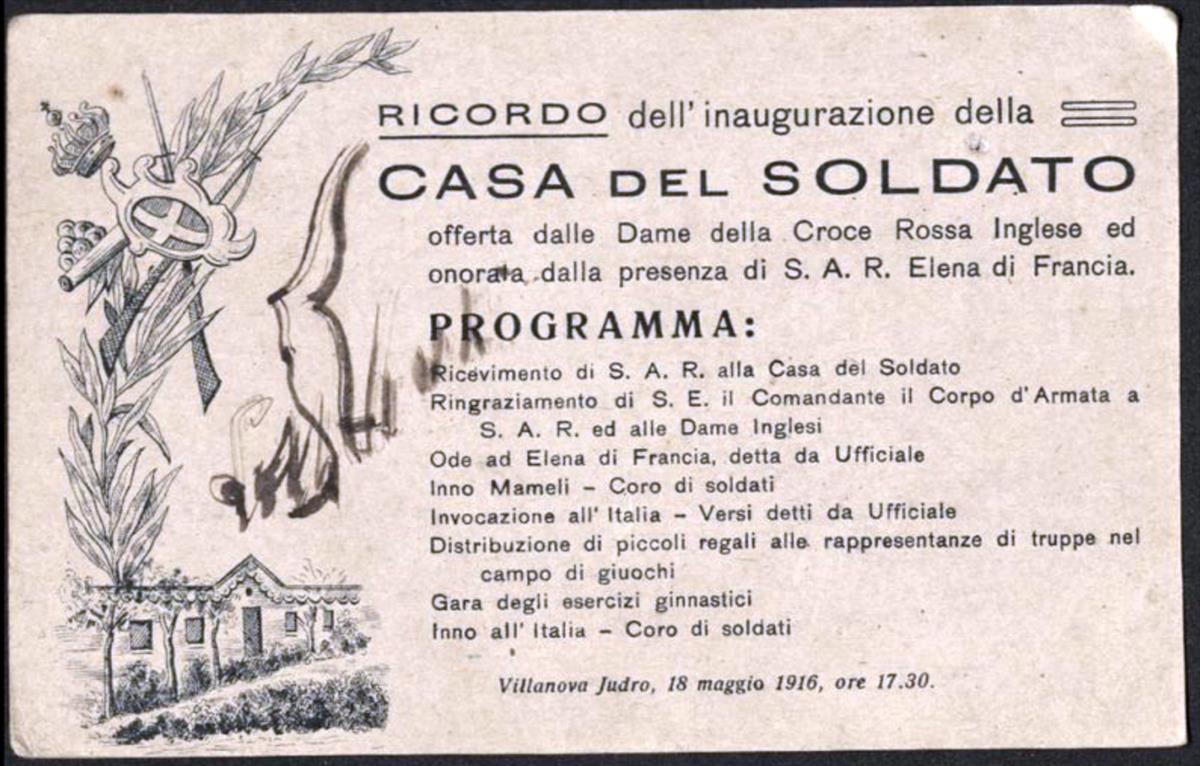 RICORDO dell' inaugurazione della
CASA DEL SOLDATO
offerta dalle Dame della Croce Rossa Inglese ed
onorata dalla presenza di S. A. R. Elena di Francia.
PROGRAMMA:
Ricevimento di S. A. R. alla Casa del Soldato
Ringraziamento di S. E. il Comandante il Corpo d'Armata a
S. A. R. ed alle Dame Inglesi
Ode ad Elena di Francia, detta da Ufficiale
Inno Mameli – Coro di soldati
Invocazione all' Italia – Versi detti da Ufficiale
Distribuzione di piccoli regali alle rappresentanze di truppe nel
campo di giuochi
Gara degli esercizi ginnastici
Inno all' Italia – Coro di soldati
Villanova Judro, 18 maggio 1916, ore 17.30.